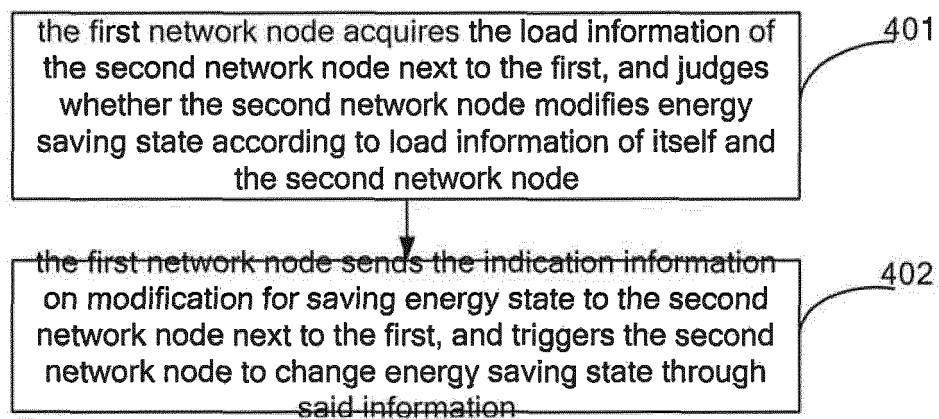 the first network node acquires the load information of
the second network node next to the first, and judges
whether the second network node modifies energy
saving state according to load information of itself and
the second network node
401
the first network node sends the indication information
on modification for saving energy state to the second
network node next to the first, and triggers the second
network node to change energy saving state through
said information
402